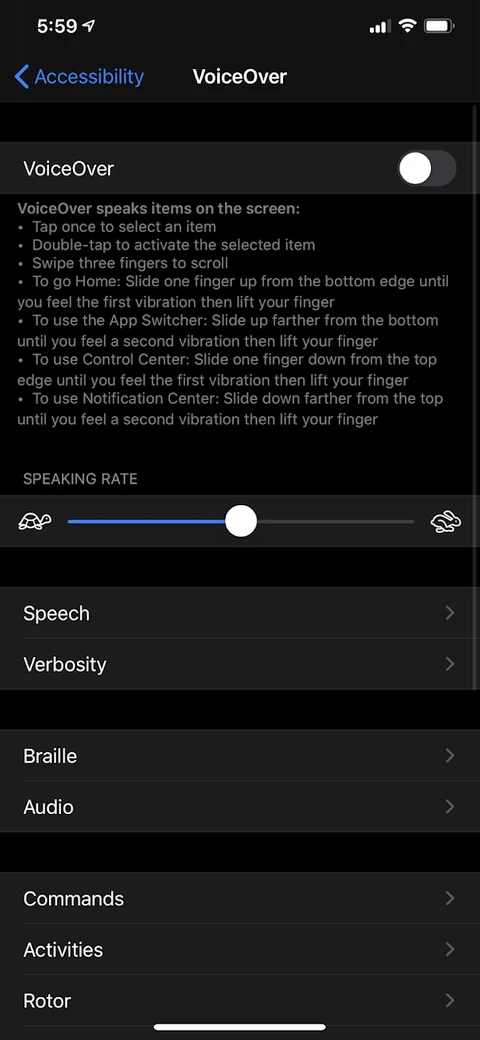 5:59
Accessibility
VoiceOver
VoiceOver
VoiceOver speaks items on the screen:
• Tap once to select an item
• Double-tap to activate the selected item
• Swipe three fingers to scroll
• To go Home: Slide one finger up from the bottom edge until
you feel the first vibration then lift your finger
• To use the App Switcher: Slide up farther from the bottom
until you feel a second vibration then lift your finger
• To use Control Center: Slide one finger down from the top
edge until you feel the first vibration then lift your finger
• To use Notification Center: Slide down farther from the top
until you feel a second vibration then lift your finger
SPEAKING RATE
Speech
Verbosity
Braille
Audio
Commands
Activities
Rotor